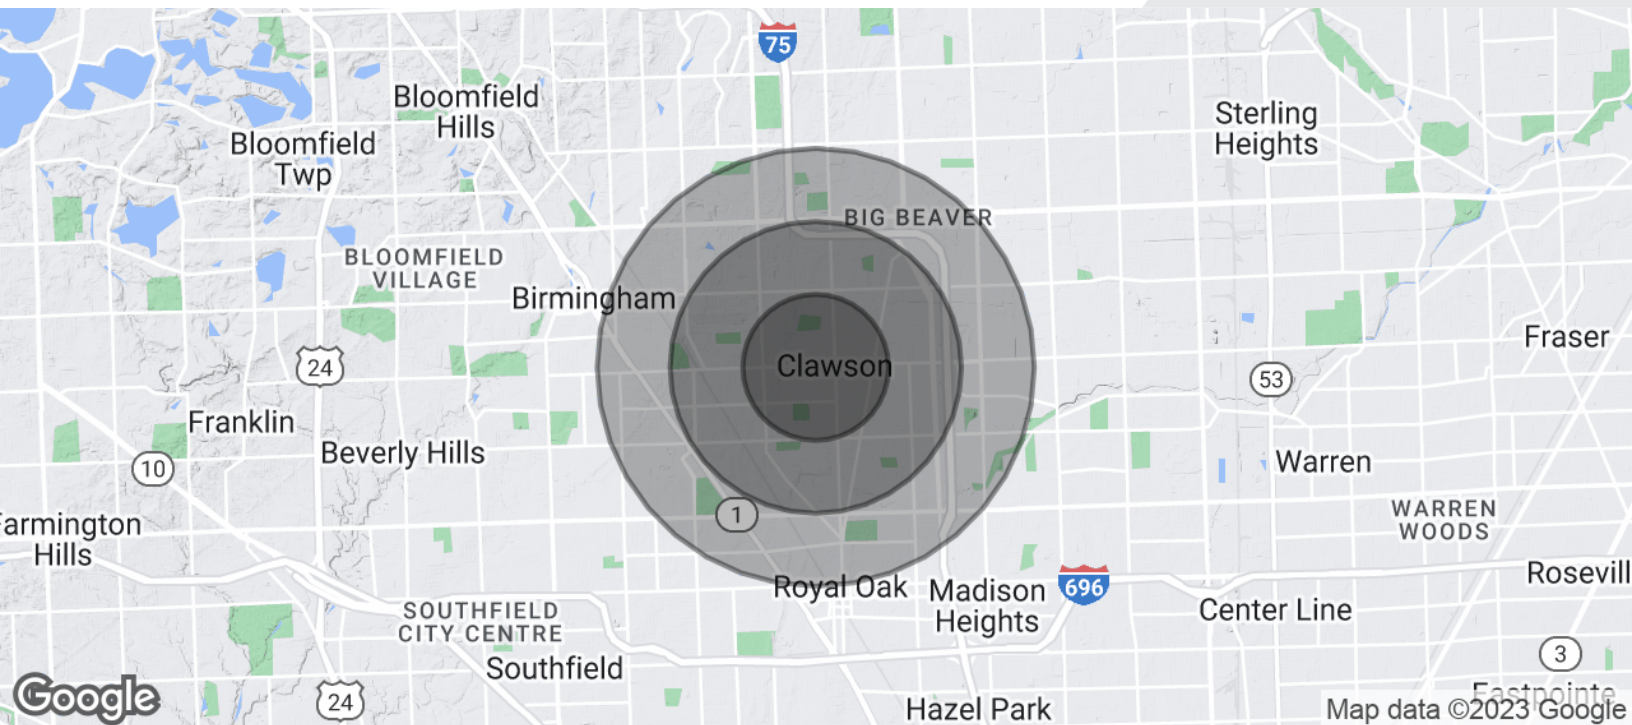 75
Bloomfield
Hills
Sterling
Heights
Bloomfield
Twp
BIG BEAVER
BLOOMFIELD
VILLAGE
Birmingham
Fraser
Clawson
24
53
Franklin
Beverly Hills
10
Warren
1
WARREN
WOODS
Farmington
Hills
Rosevill
Royal Oak
Madison
Heights
696
Center Line
SOUTHFIELD
CITY CENTRE
Southfield
3
Google
24
Hazel Park
Eastpointe
Map data ©2023 Google